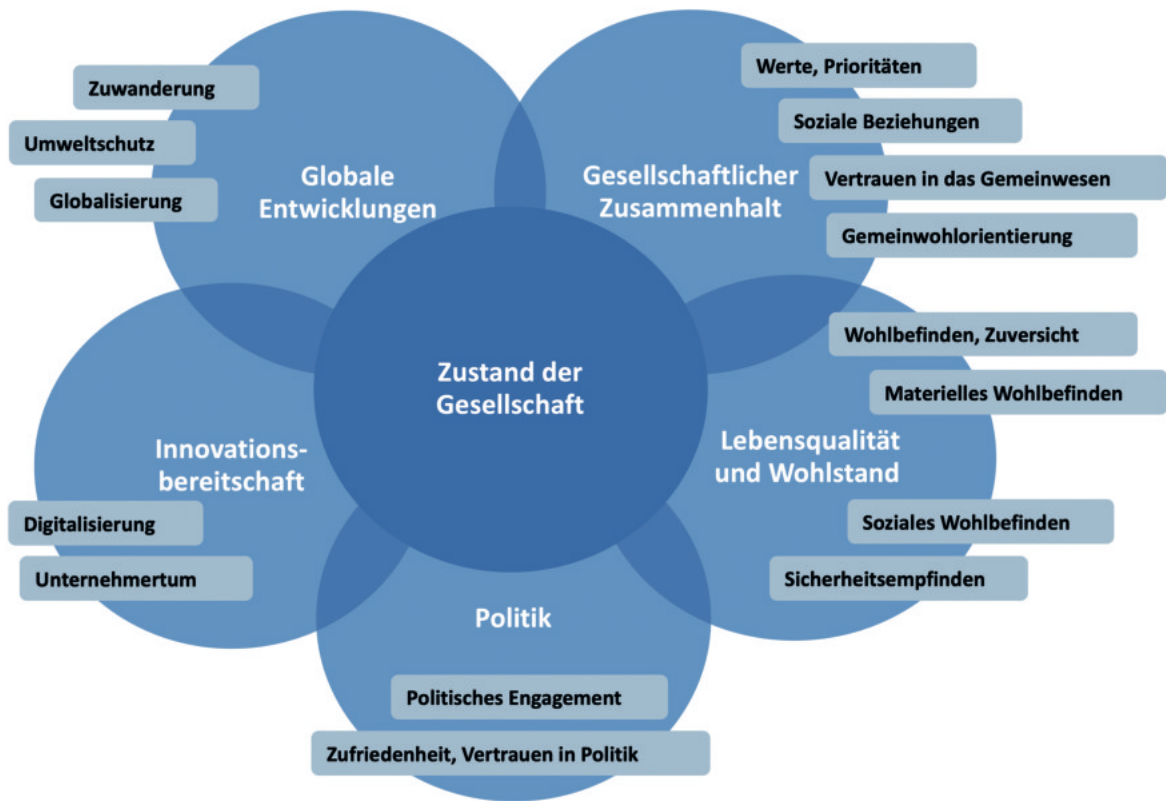 Zuwanderung
Umweltschutz
Globalisierung
Globale
Entwicklungen
Werte, Prioritäten
Soziale Beziehungen
Vertrauen in das Gemeinwesen
Gemeinwohlorientierung
Gesellschaftlicher
Zusammenhalt
Zustand der
Gesellschaft
Wohlbefinden, Zuversicht
Materielles Wohlbefinden
Lebensqualität
und Wohlstand
Soziales Wohlbefinden
Sicherheitsempfinden
Innovations-
bereitschaft
Digitalisierung
Unternehmertum
Politik
Politisches Engagement
Zufriedenheit, Vertrauen in Politik